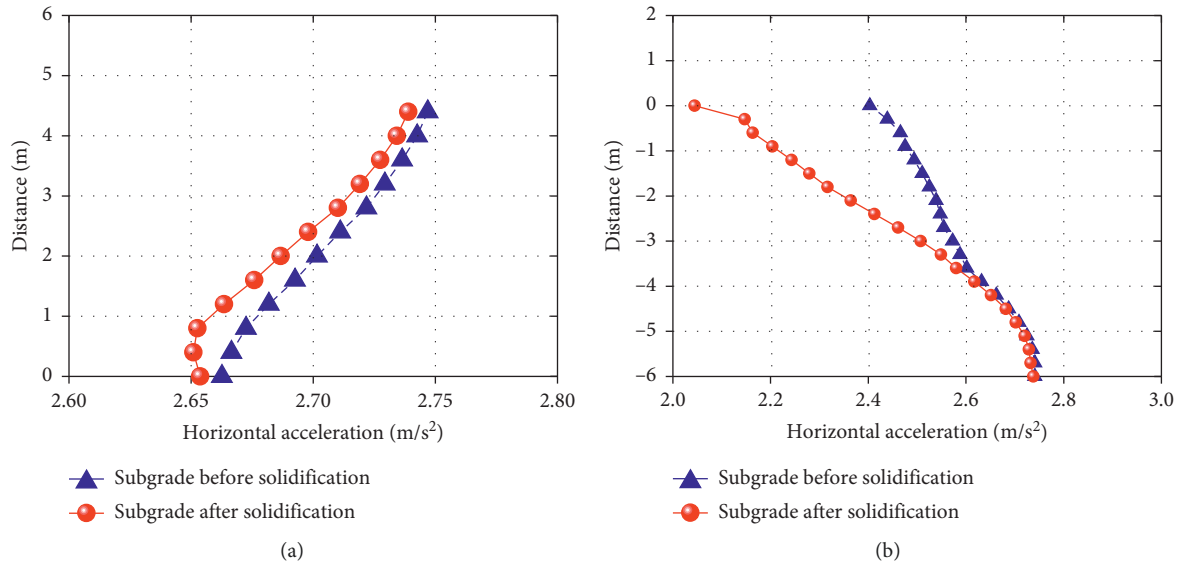 6
5
4
3
2
1
0
Distance (m)
2.60
2.65
2.70
2.75
2.80
Horizontal acceleration (m/s²)
Subgrade before solidification
Subgrade after solidification
(a)
2
1
0
−1
−2
−3
−4
−5
−6
Distance (m)
2.0
2.2
2.4
2.6
2.8
3.0
Horizontal acceleration (m/s²)
Subgrade before solidification
Subgrade after solidification
(b)